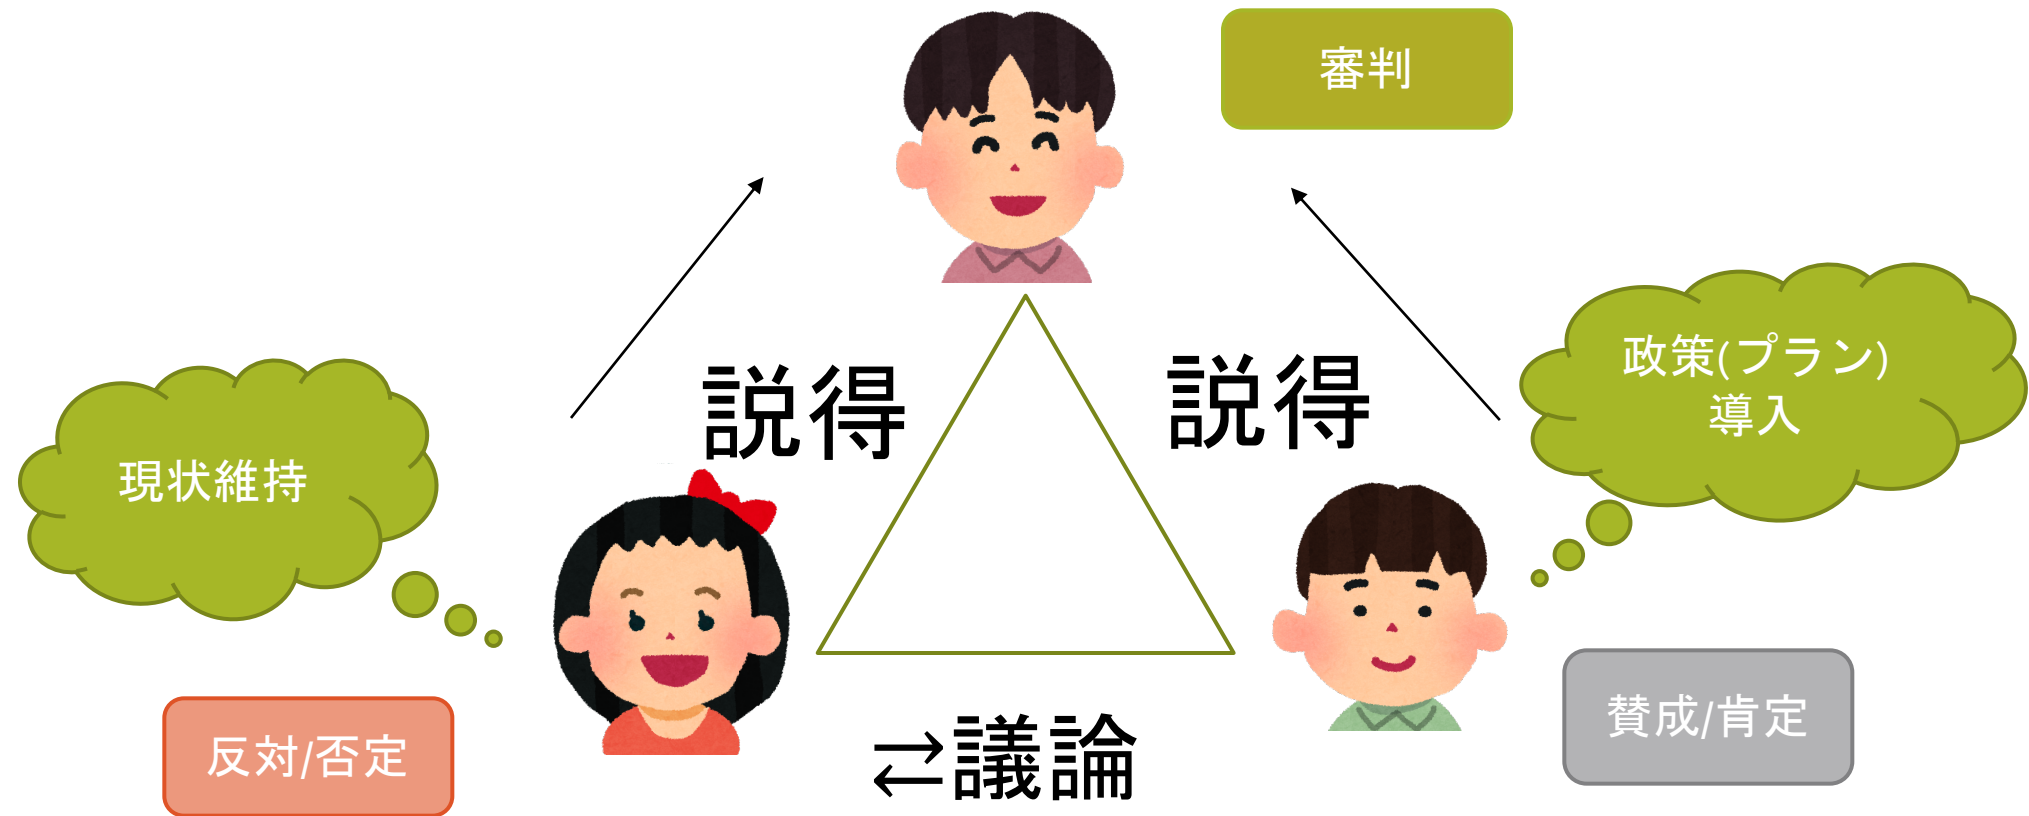 審判
説得
説得
政策(プラン)
導入
現状維持
賛成/肯定
反対/否定
⇄議論